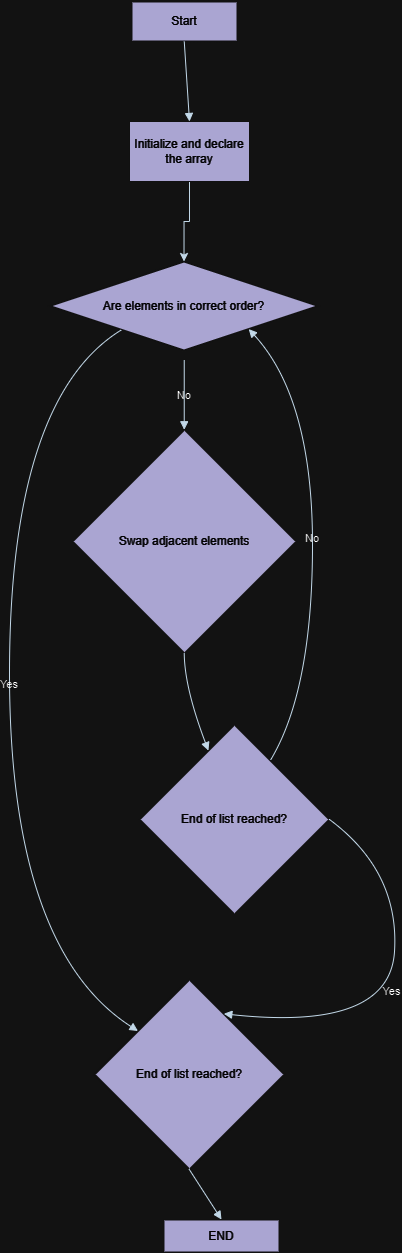 Start
Initialize and declare
the array
Are elements in correct order?
No
Swap adjacent elements
No
Yes
End of list reached?
Yes
End of list reached?
END